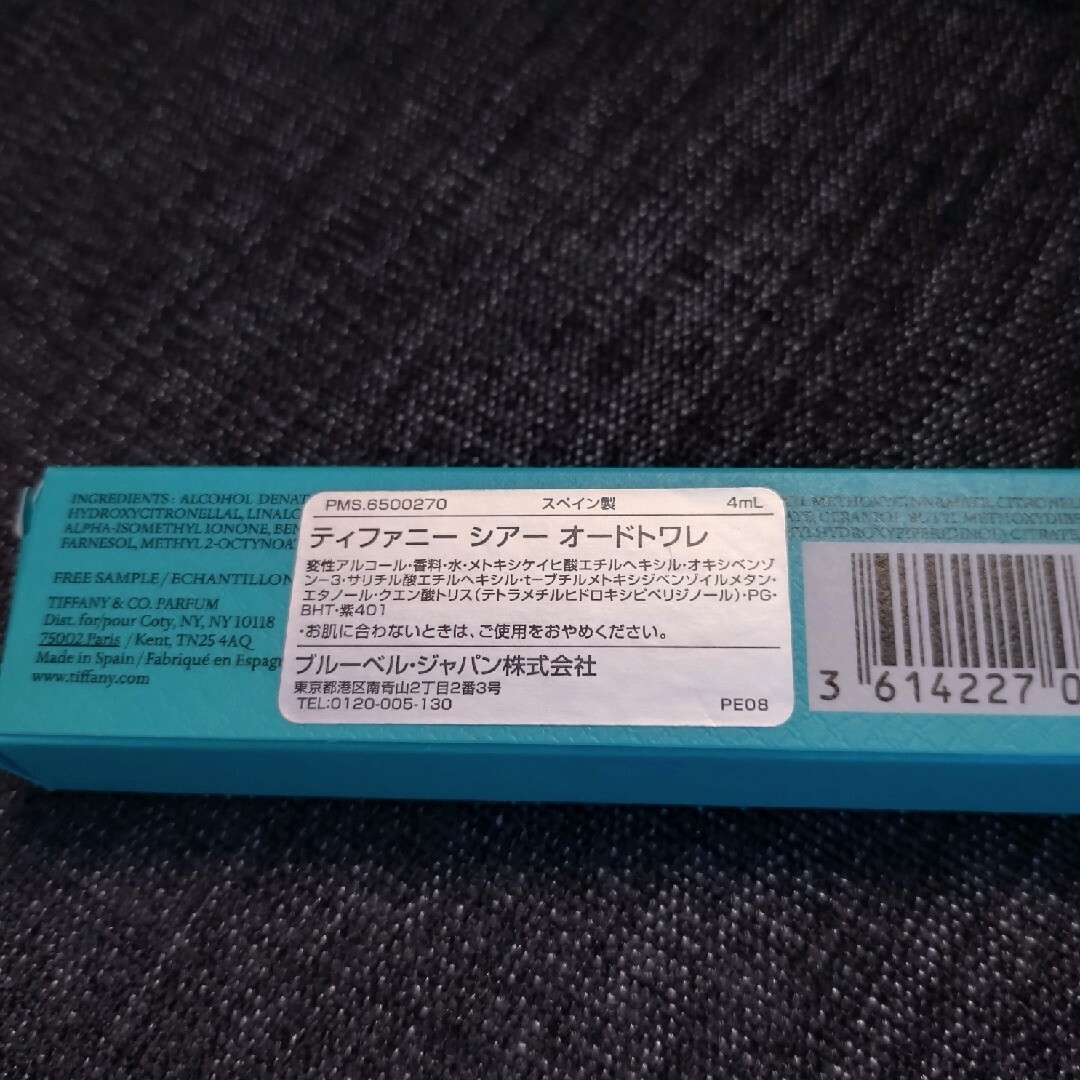 INGREDIENTS: ALCOHOL DENAT
HYDROXYCITRONELLAL, LINALO
ALPHA-ISOMETHYL IONONE, BEN
FARNESOL, METHYL 2-OCTYNOA
FREE SAMPLE / ECHANTILLON
TIFFANY & CO. PARFUM
Dist. for/pour Coty, NY, NY 10118
75002 Paris / Kent, TN25 4AQ
Made in Spain / Fabriqué en Espagn
www.tiffany.com
PMS.6500270 スペイン製 4mL
ティファニー シアー オードトワレ
変性アルコール・香料・水・メトキシケイヒ酸エチルヘキシル・オキシベンゾ
ン-3・サリチル酸エチルヘキシル・t-ブチルメトキシジベンゾイルメタン・
エタノール・クエン酸トリス(テトラメチルヒドロキシピペリジノール)・PG・
BHT・紫401
・お肌に合わないときは、ご使用をおやめください。
ブルーベル・ジャパン株式会社
東京都港区南青山2丁目2番3号
TEL:0120-005-130 PE08
3 614227 0